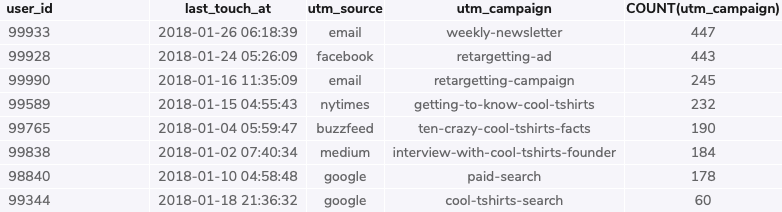 user_id last_touch_at utm_source utm_campaign COUNT(utm_campaign)
99933 2018-01-26 06:18:39 email weekly-newsletter 447
99928 2018-01-24 05:26:09 facebook retargetting-ad 443
99990 2018-01-16 11:35:09 email retargetting-campaign 245
99589 2018-01-15 04:55:43 nytimes getting-to-know-cool-tshirts 232
99765 2018-01-04 05:59:47 buzzfeed ten-crazy-cool-tshirts-facts 190
99838 2018-01-02 07:40:34 medium interview-with-cool-tshirts-founder 184
98840 2018-01-10 04:58:48 google paid-search 178
99344 2018-01-18 21:36:32 google cool-tshirts-search 60